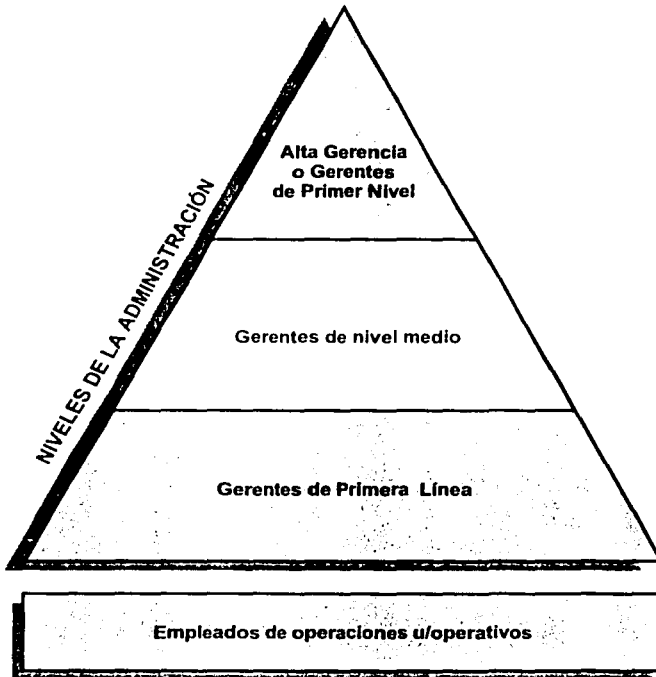 Alta Gerencia
o Gerentes
de Primer Nivel
NIVELES DE LA ADMINISTRACIÓN
Gerentes de nivel medio
Gerentes de Primera Línea
Empleados de operaciones u/operativos